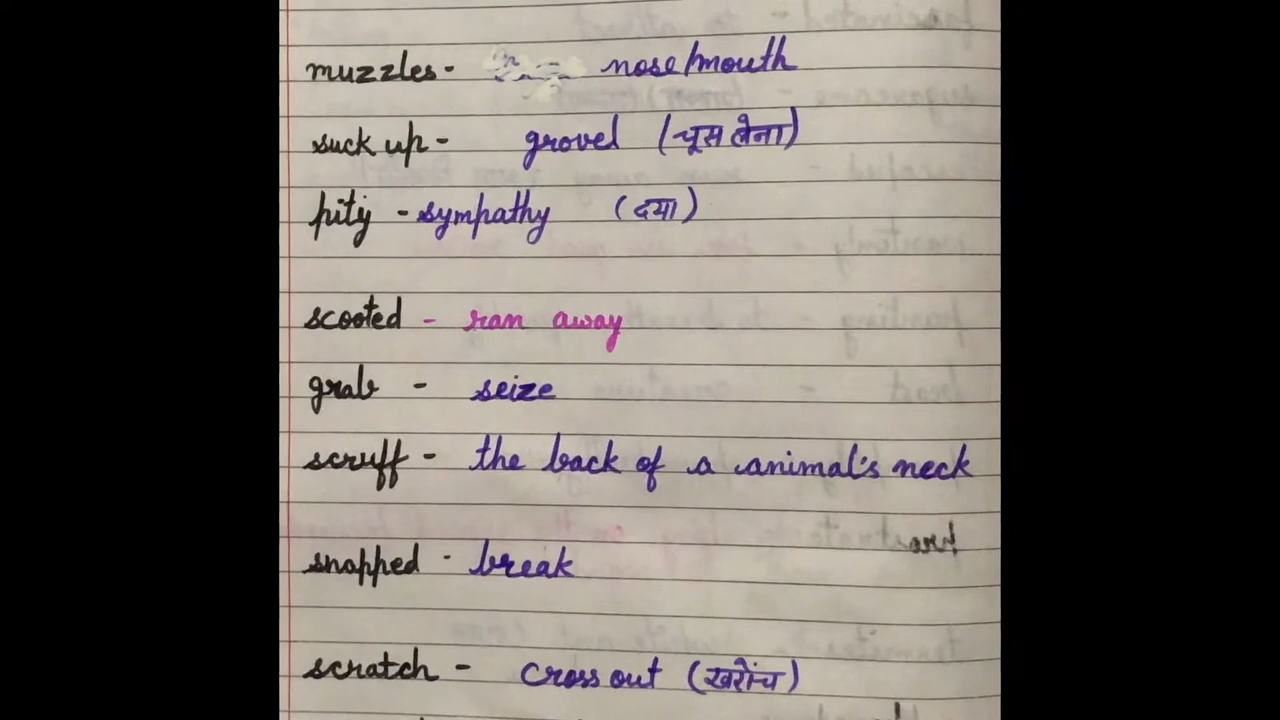 muzzles - nose/mouth
suck up - grovel (चूस लेना)
pity - sympathy (दया)
scooted - ran away
grab - seize
scruff - the back of a animal's neck
snapped - break
scratch - cross out (खरोंच)